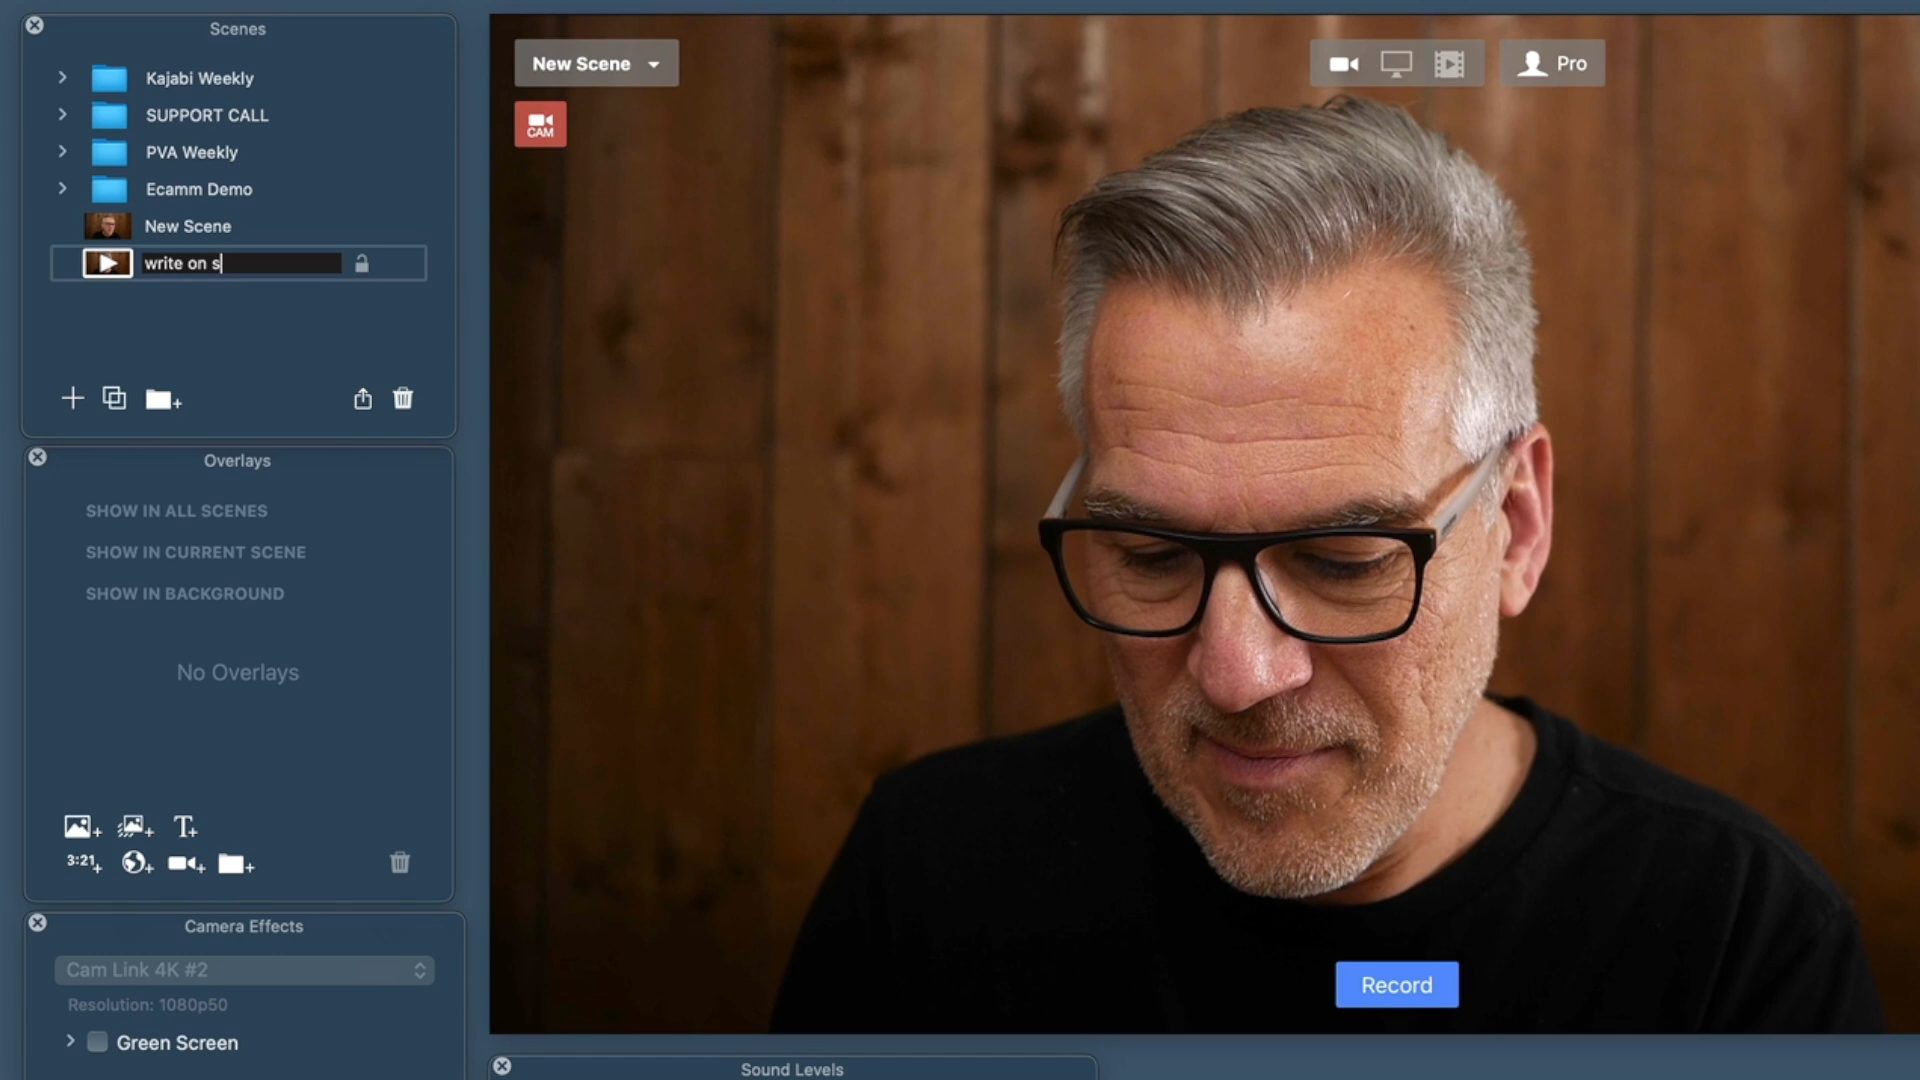 Scenes
Kajabi Weekly
SUPPORT CALL
PVA Weekly
Ecamm Demo
New Scene
write on s
Overlays
SHOW IN ALL SCENES
SHOW IN CURRENT SCENE
SHOW IN BACKGROUND
No Overlays
T+
3:21+
Camera Effects
Cam Link 4K #2
Resolution: 1080p50
Green Screen
New Scene
CAM
Pro
Record
Sound Levels